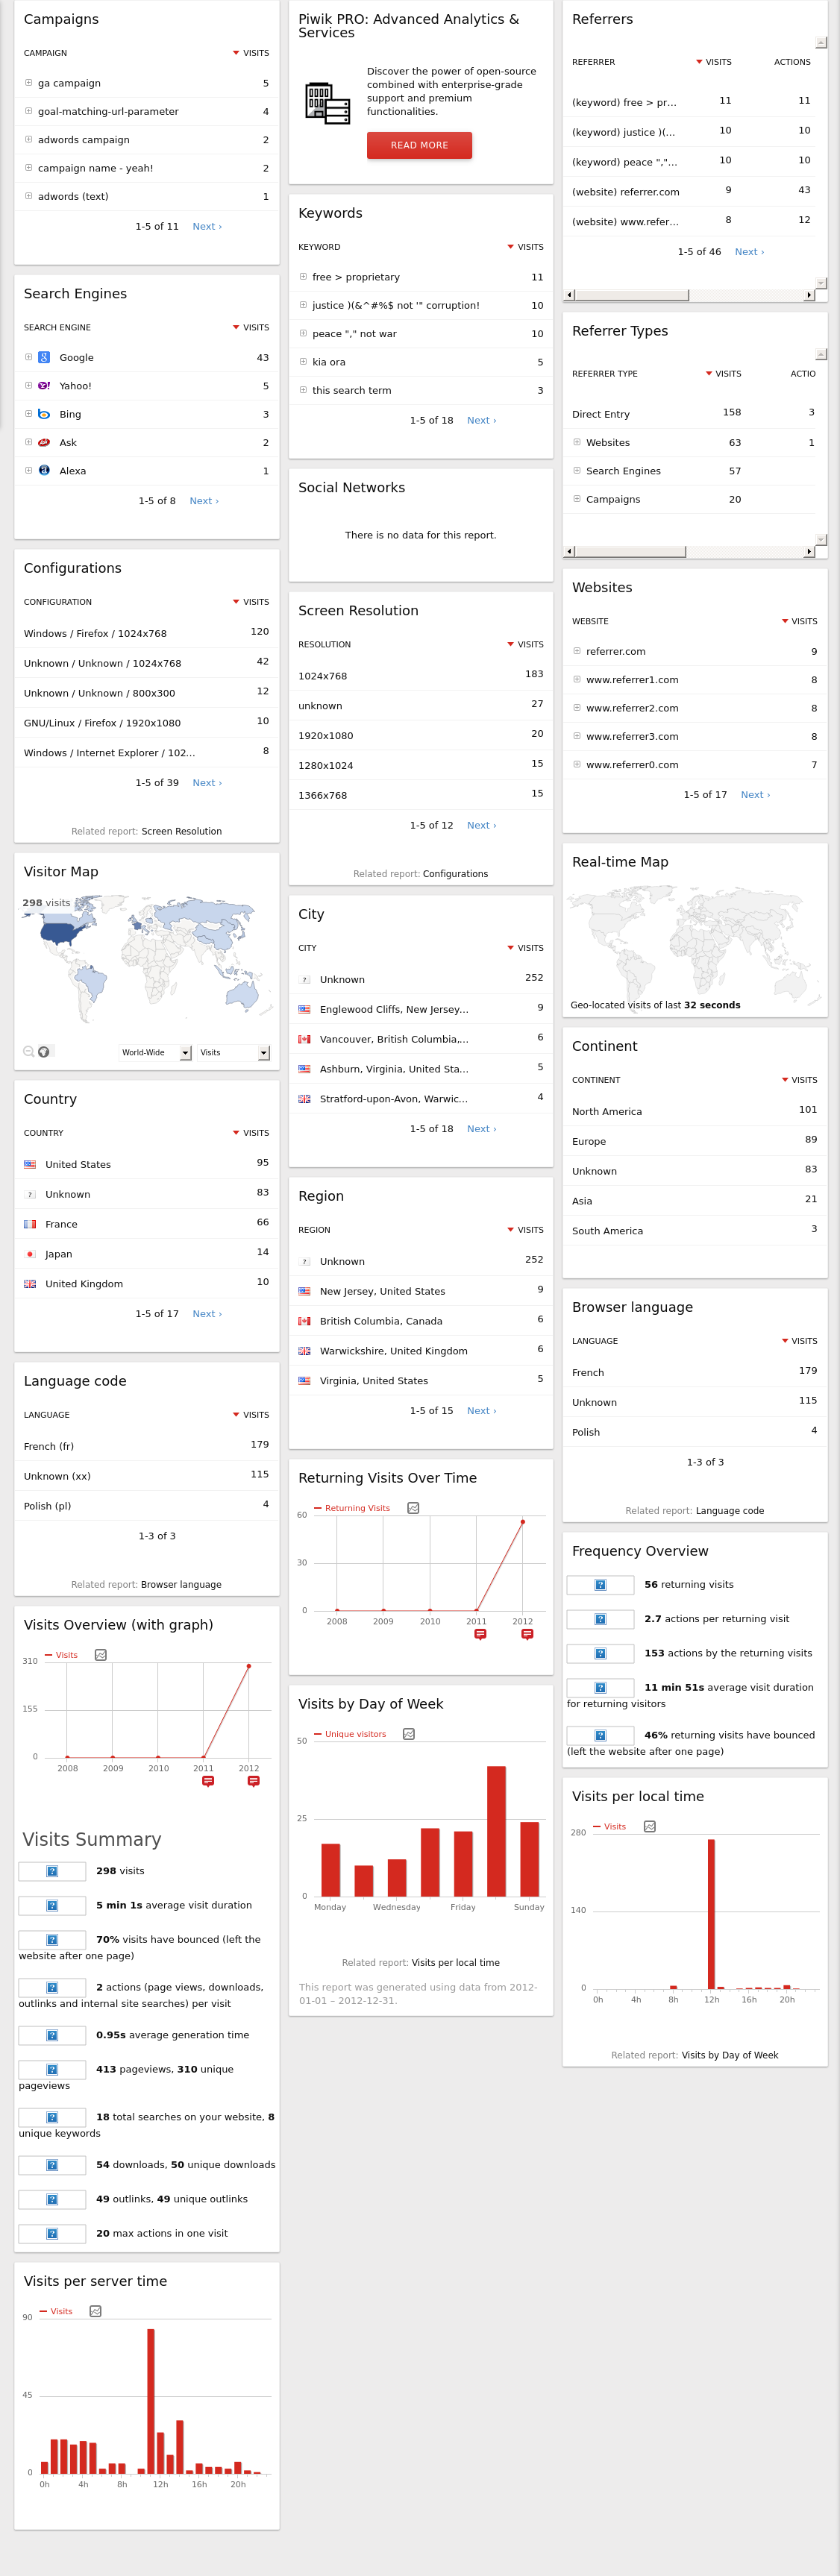 Campaigns
CAMPAIGN VISITS
ga campaign 5
goal-matching-url-parameter 4
adwords campaign 2
campaign name - yeah! 2
adwords (text) 1
1-5 of 11 Next ›
Search Engines
SEARCH ENGINE VISITS
Google 43
Yahoo! 5
Bing 3
Ask 2
Alexa 1
1-5 of 8 Next ›
Configurations
CONFIGURATION VISITS
Windows / Firefox / 1024x768 120
Unknown / Unknown / 1024x768 42
Unknown / Unknown / 800x300 12
GNU/Linux / Firefox / 1920x1080 10
Windows / Internet Explorer / 102... 8
1-5 of 39 Next ›
Related report: Screen Resolution
Visitor Map
298 visits
World-Wide Visits
Country
COUNTRY VISITS
United States 95
Unknown 83
France 66
Japan 14
United Kingdom 10
1-5 of 17 Next ›
Language code
LANGUAGE VISITS
French (fr) 179
Unknown (xx) 115
Polish (pl) 4
1-3 of 3
Related report: Browser language
Visits Overview (with graph)
Visits
310
155
0
2008 2009 2010 2011 2012
Visits Summary
298 visits
5 min 1s average visit duration
70% visits have bounced (left the
website after one page)
2 actions (page views, downloads,
outlinks and internal site searches) per visit
0.95s average generation time
413 pageviews, 310 unique
pageviews
18 total searches on your website, 8
unique keywords
54 downloads, 50 unique downloads
49 outlinks, 49 unique outlinks
20 max actions in one visit
Visits per server time
Visits
90
45
0
0h 4h 8h 12h 16h 20h
Piwik PRO: Advanced Analytics &
Services
Discover the power of open-source
combined with enterprise-grade
support and premium
functionalities.
READ MORE
Keywords
KEYWORD VISITS
free > proprietary 11
justice )(&^#%$ not '" corruption! 10
peace "," not war 10
kia ora 5
this search term 3
1-5 of 18 Next ›
Social Networks
There is no data for this report.
Screen Resolution
RESOLUTION VISITS
1024x768 183
unknown 27
1920x1080 20
1280x1024 15
1366x768 15
1-5 of 12 Next ›
Related report: Configurations
City
CITY VISITS
Unknown 252
Englewood Cliffs, New Jersey... 9
Vancouver, British Columbia,... 6
Ashburn, Virginia, United Sta... 5
Stratford-upon-Avon, Warwic... 4
1-5 of 18 Next ›
Region
REGION VISITS
Unknown 252
New Jersey, United States 9
British Columbia, Canada 6
Warwickshire, United Kingdom 6
Virginia, United States 5
1-5 of 15 Next ›
Returning Visits Over Time
Returning Visits
60
30
0
2008 2009 2010 2011 2012
Visits by Day of Week
Unique visitors
50
25
0
Monday Wednesday Friday Sunday
Related report: Visits per local time
This report was generated using data from 2012-
01-01 – 2012-12-31.
Referrers
REFERRER VISITS ACTIONS
(keyword) free > pr... 11 11
(keyword) justice )(... 10 10
(keyword) peace ","... 10 10
(website) referrer.com 9 43
(website) www.refer... 8 12
1-5 of 46 Next ›
Referrer Types
REFERRER TYPE VISITS ACTIO
Direct Entry 158 3
Websites 63 1
Search Engines 57
Campaigns 20
Websites
WEBSITE VISITS
referrer.com 9
www.referrer1.com 8
www.referrer2.com 8
www.referrer3.com 8
www.referrer0.com 7
1-5 of 17 Next ›
Real-time Map
Geo-located visits of last 32 seconds
Continent
CONTINENT VISITS
North America 101
Europe 89
Unknown 83
Asia 21
South America 3
Browser language
LANGUAGE VISITS
French 179
Unknown 115
Polish 4
1-3 of 3
Related report: Language code
Frequency Overview
56 returning visits
2.7 actions per returning visit
153 actions by the returning visits
11 min 51s average visit duration
for returning visitors
46% returning visits have bounced
(left the website after one page)
Visits per local time
Visits
280
140
0
0h 4h 8h 12h 16h 20h
Related report: Visits by Day of Week